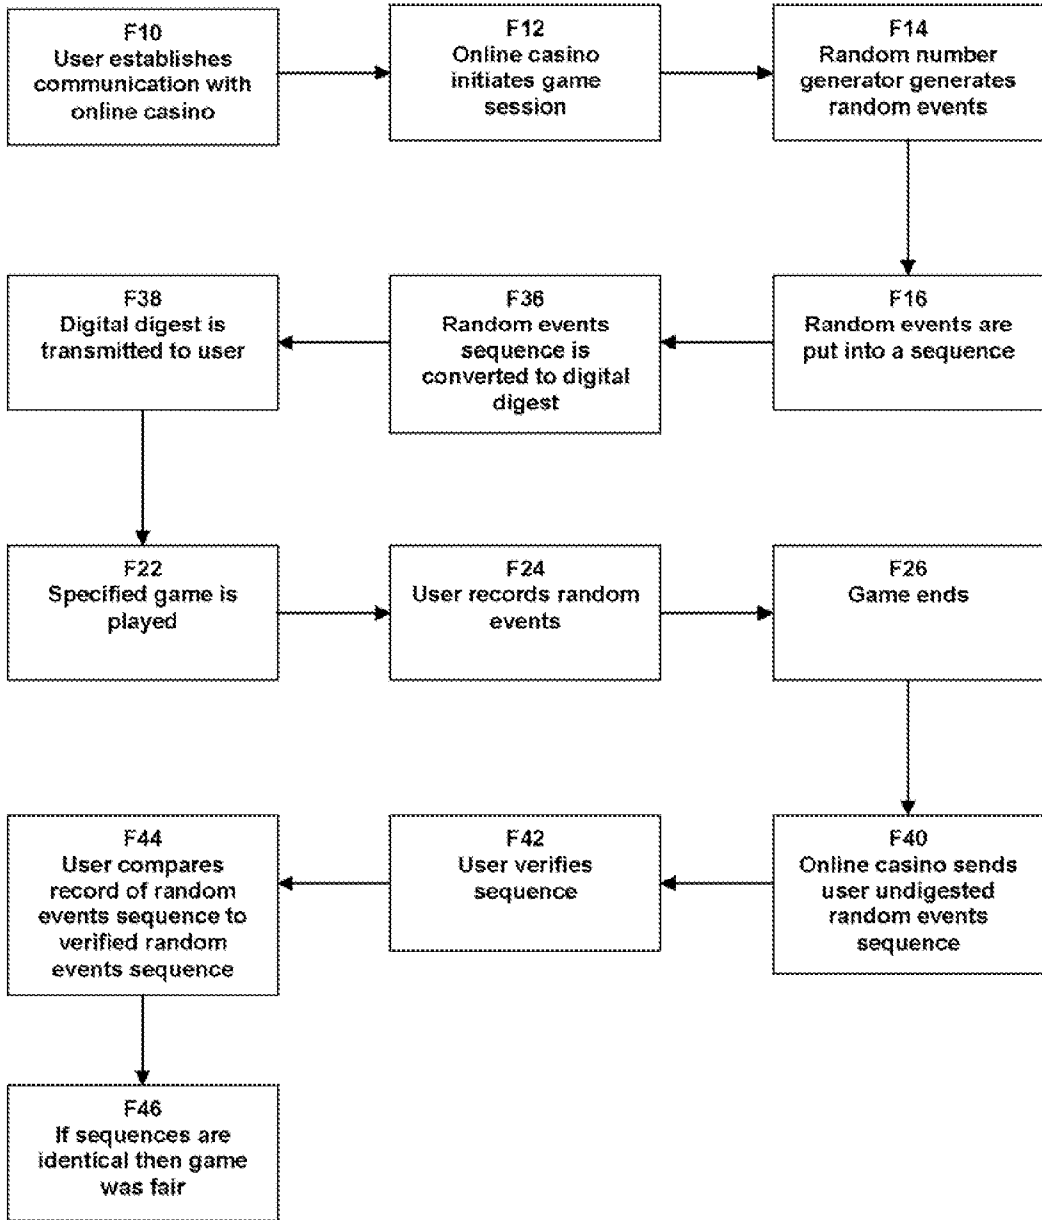 F10
User establishes
communication with
online casino
F12
Online casino
initiates game
session
F14
Random number
generator generates
random events
F38
Digital digest is
transmitted to user
F36
Random events
sequence is
converted to digital
digest
F16
Random events are
put into a sequence
F22
Specified game is
played
F24
User records random
events
F26
Game ends
F44
User compares
record of random
events sequence to
verified random
events sequence
F42
User verifies
sequence
F40
Online casino sends
user undigested
random events
sequence
F46
If sequences are
identical then game
was fair